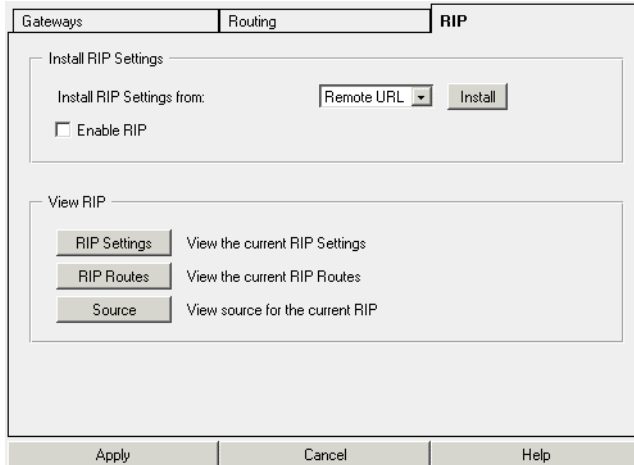 Gateways Routing RIP
Install RIP Settings
Install RIP Settings from: Remote URL Install
Enable RIP
View RIP
RIP Settings View the current RIP Settings
RIP Routes View the current RIP Routes
Source View source for the current RIP
Apply Cancel Help